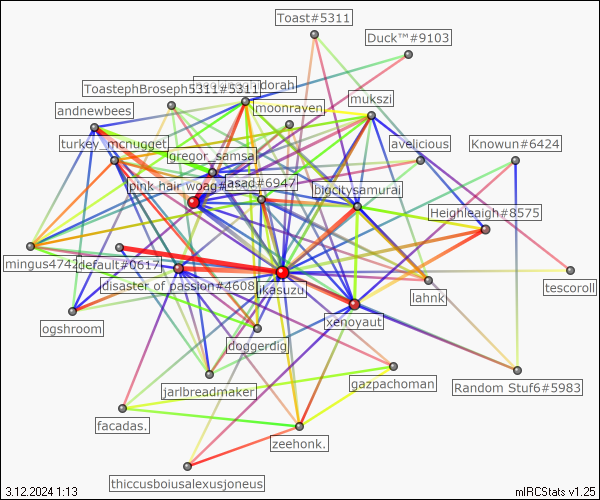 Toast#5311
Duck™#9103
ToastephBroseph5311#5311
dorah
mukszi
andnewbees
moonraven
turkey_mcnugget
avelicious
Knowun#6424
gregor_samsa
pink hair woag#
asad#6947
bigcitysamurai
Heighleaigh#8575
mingus4742
default#0617
disaster of passion#4608
ikasuzu
tescoroll
lahnk
xenoyaut
ogshroom
doggerdig
jarlbreadmaker
gazpachoman
Random Stuf6#5983
facadas.
zeehonk.
thiccusboiusalexusjoneus
3.12.2024 1:13
mIRCStats v1.25